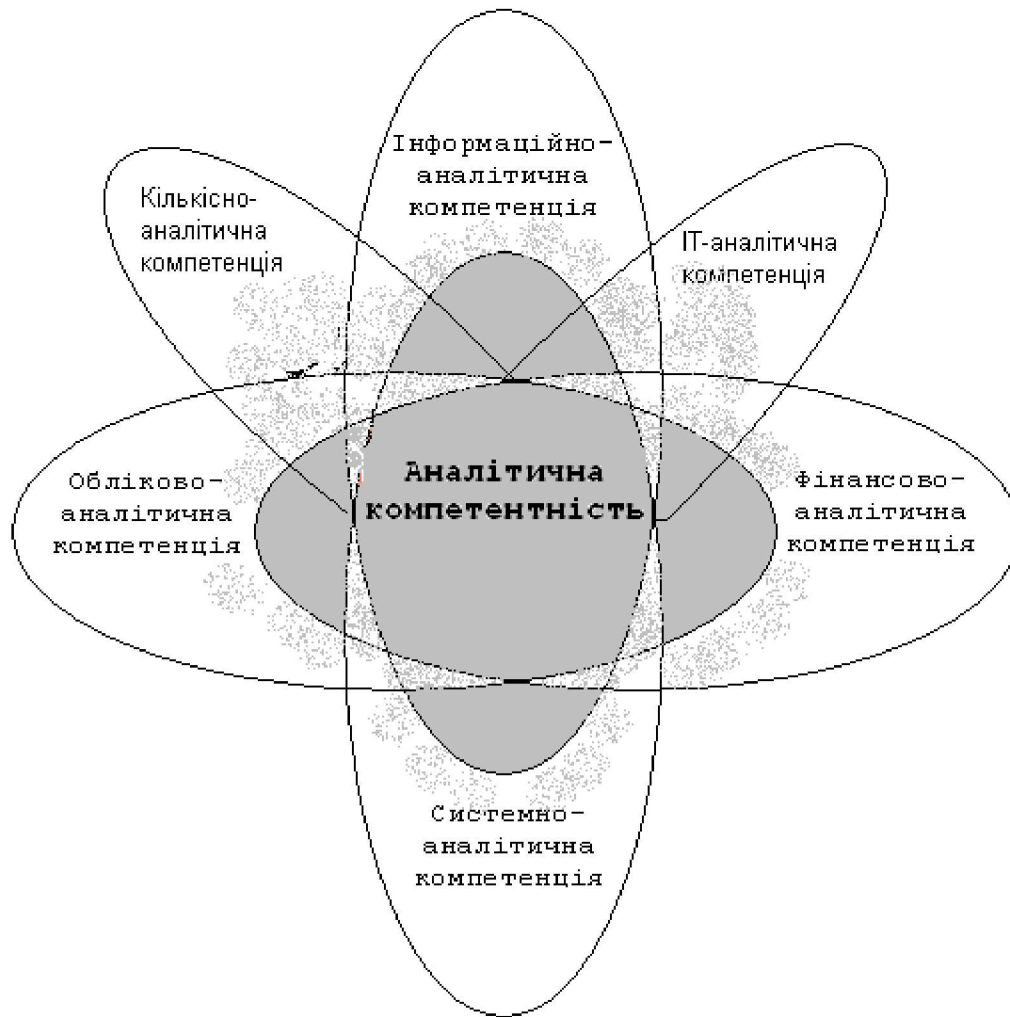 Інформаційно-
аналітична
компетенція
Кількісно-
аналітична
компетенція
ІТ-аналітична
компетенція
Обліково-
аналітична
компетенція
Аналітична
компетентність
Фінансово-
аналітична
компетенція
Системно-
аналітична
компетенція